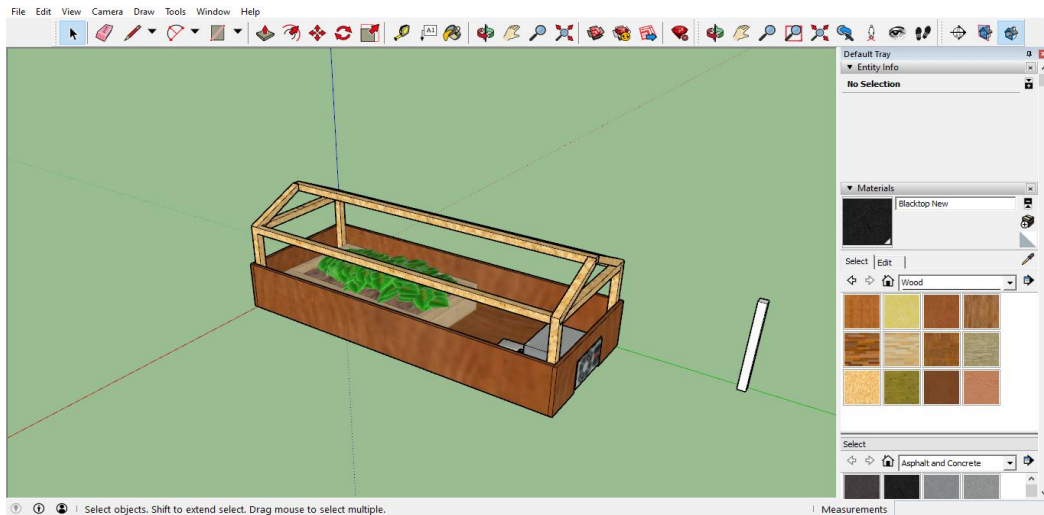 File Edit View Camera Draw Tools Window Help
A1
Default Tray
Entity Info
No Selection
Materials
Blacktop New
Select Edit
Wood
Select
Asphalt and Concrete
Select objects. Shift to extend select. Drag mouse to select multiple.
Measurements